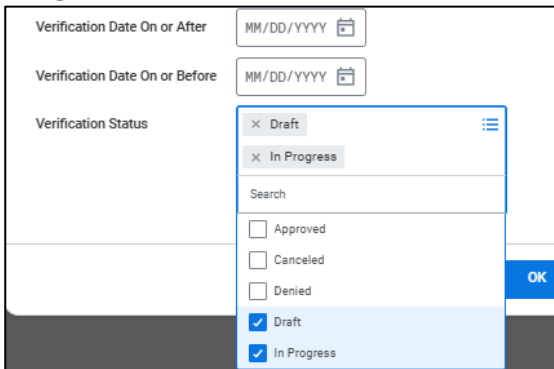 Verification Date On or After MM/DD/YYYY
Verification Date On or Before MM/DD/YYYY
Verification Status × Draft
× In Progress
Search
Approved
Canceled
Denied
OK
Draft
In Progress